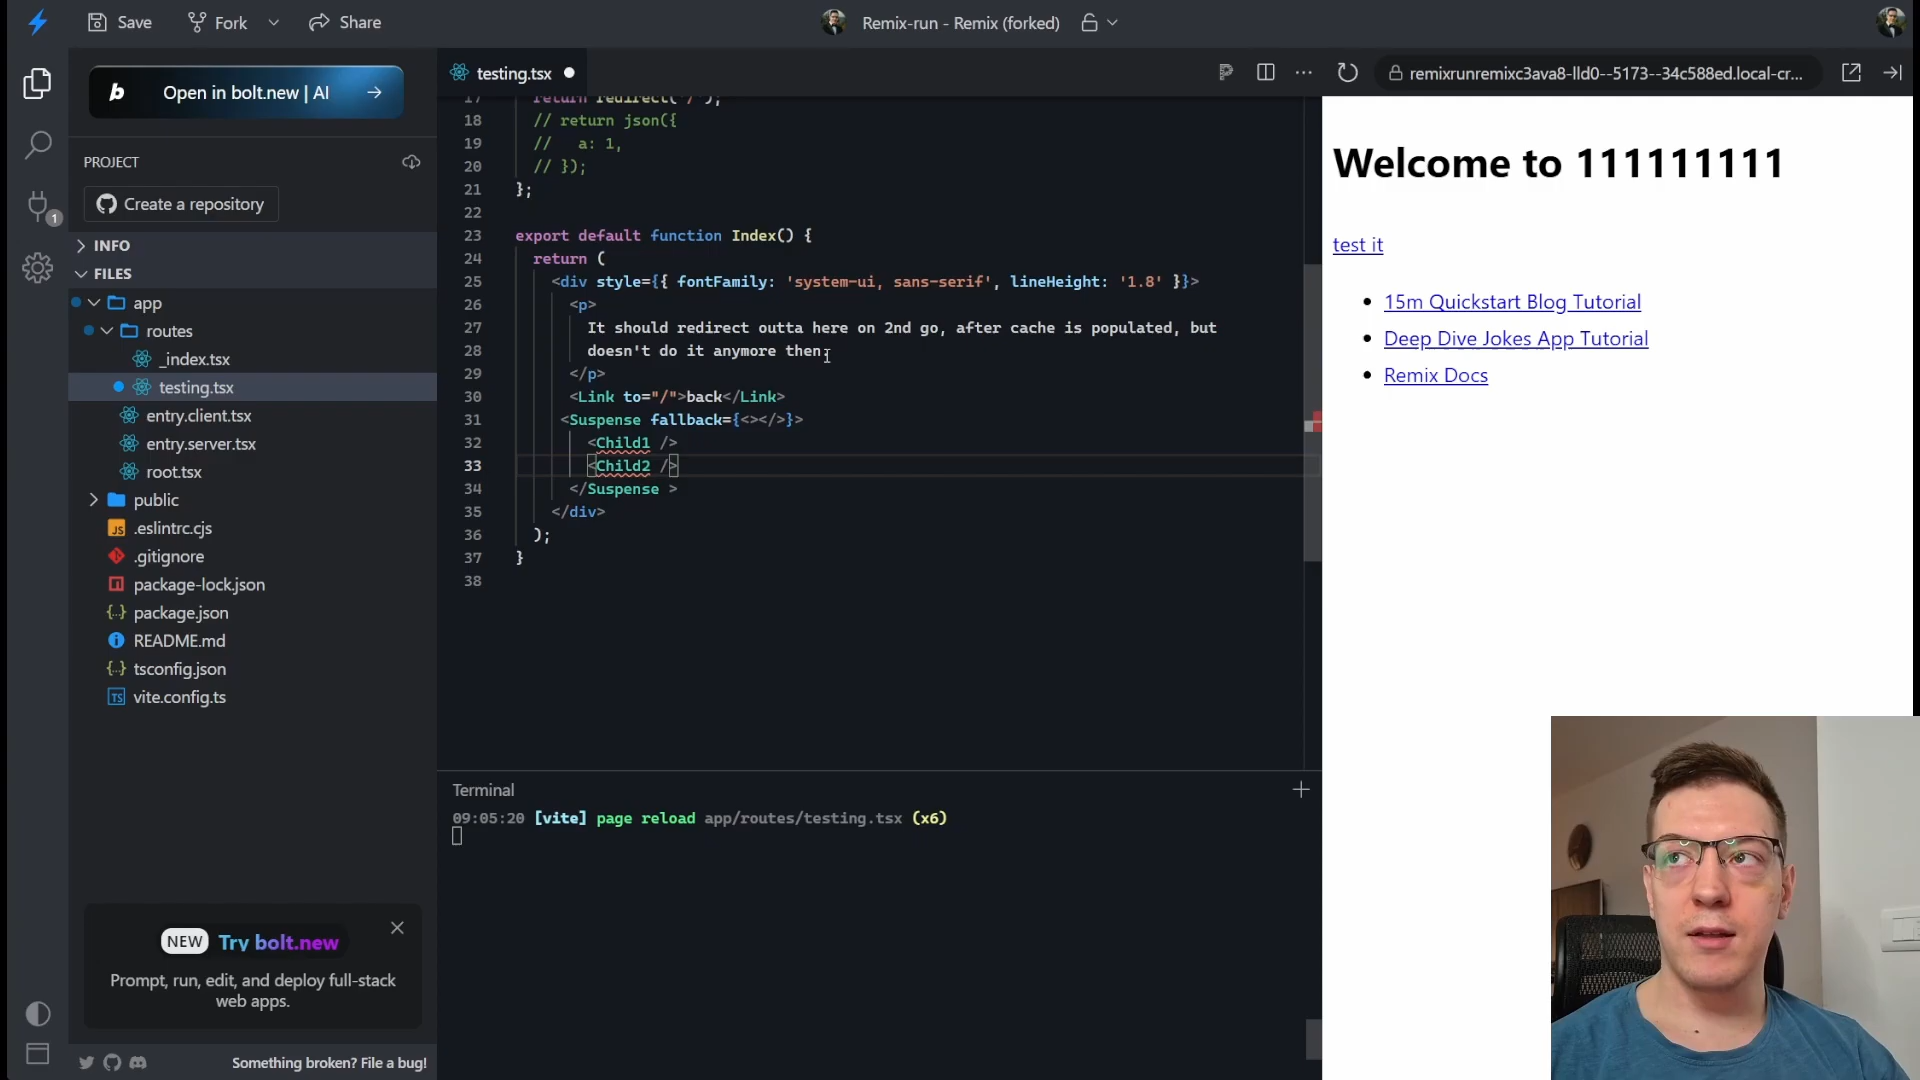 Save
Fork
Share
Remix-run - Remix (forked)
b Open in bolt.new | AI →
PROJECT
Create a repository
INFO
FILES
app
routes
_index.tsx
testing.tsx
entry.client.tsx
entry.server.tsx
root.tsx
public
.eslintrc.cjs
.gitignore
package-lock.json
package.json
README.md
tsconfig.json
vite.config.ts
1
NEW Try bolt.new
Prompt, run, edit, and deploy full-stack
web apps.
Something broken? File a bug!
testing.tsx
17 return redirect("/");
18 // return json({
19 //   a: 1,
20 // });
21 };
22
23 export default function Index() {
24 return (
25 <div style={{ fontFamily: 'system-ui, sans-serif', lineHeight: '1.8' }}>
26 <p>
27 It should redirect outta here on 2nd go, after cache is populated, but
28 doesn't do it anymore then.
29 </p>
30 <Link to="/">back</Link>
31 <Suspense fallback={<></>}>
32 <Child1 />
33 <Child2 />
34 </Suspense >
35 </div>
36 );
37 }
38
Terminal
09:05:20 [vite] page reload app/routes/testing.tsx (x6)
remixrunremixc3ava8-lld0--5173--34c588ed.local-cr...
Welcome to 111111111
test it
• 15m Quickstart Blog Tutorial
• Deep Dive Jokes App Tutorial
• Remix Docs